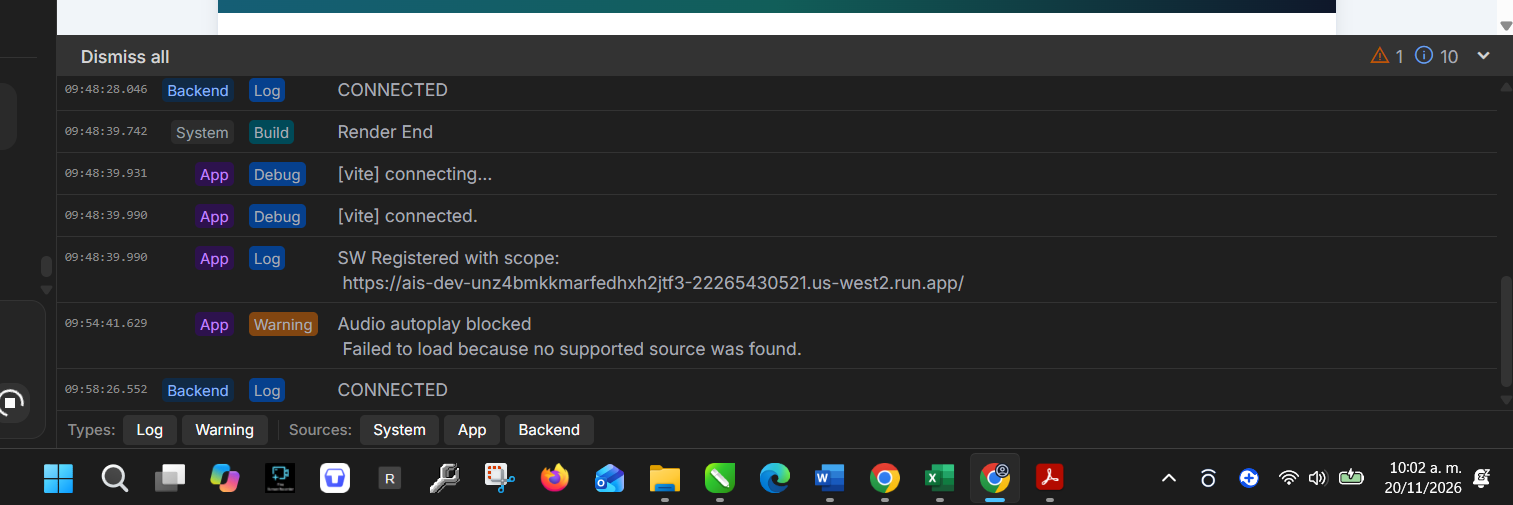 Dismiss all 1 10
09:48:28.046 Backend Log CONNECTED
09:48:39.742 System Build Render End
09:48:39.931 App Debug [vite] connecting...
09:48:39.990 App Debug [vite] connected.
09:48:39.990 App Log SW Registered with scope:
https://ais-dev-unz4bmkkmarfedhxh2jtf3-22265430521.us-west2.run.app/
09:54:41.629 App Warning Audio autoplay blocked
Failed to load because no supported source was found.
09:58:26.552 Backend Log CONNECTED
Types: Log Warning Sources: System App Backend
10:02 a. m.
20/11/2026